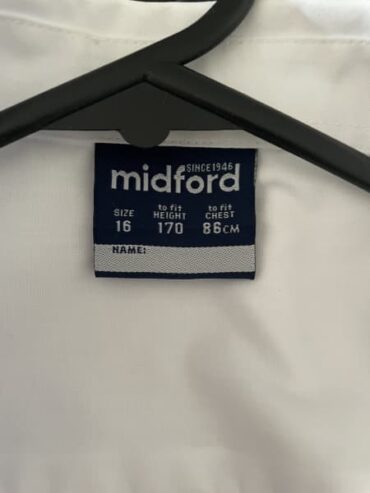 SINCE 1946
midford
SIZE to fit HEIGHT to fit CHEST
16 170 86CM
NAME: